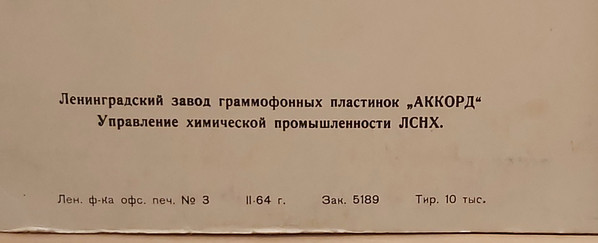 Ленинградский завод граммофонных пластинок „АККОРД“
Управление химической промышленности ЛСНХ.
Лен. ф-ка офс. печ. № 3 II-64 г. Зак. 5189 Тир. 10 тыс.